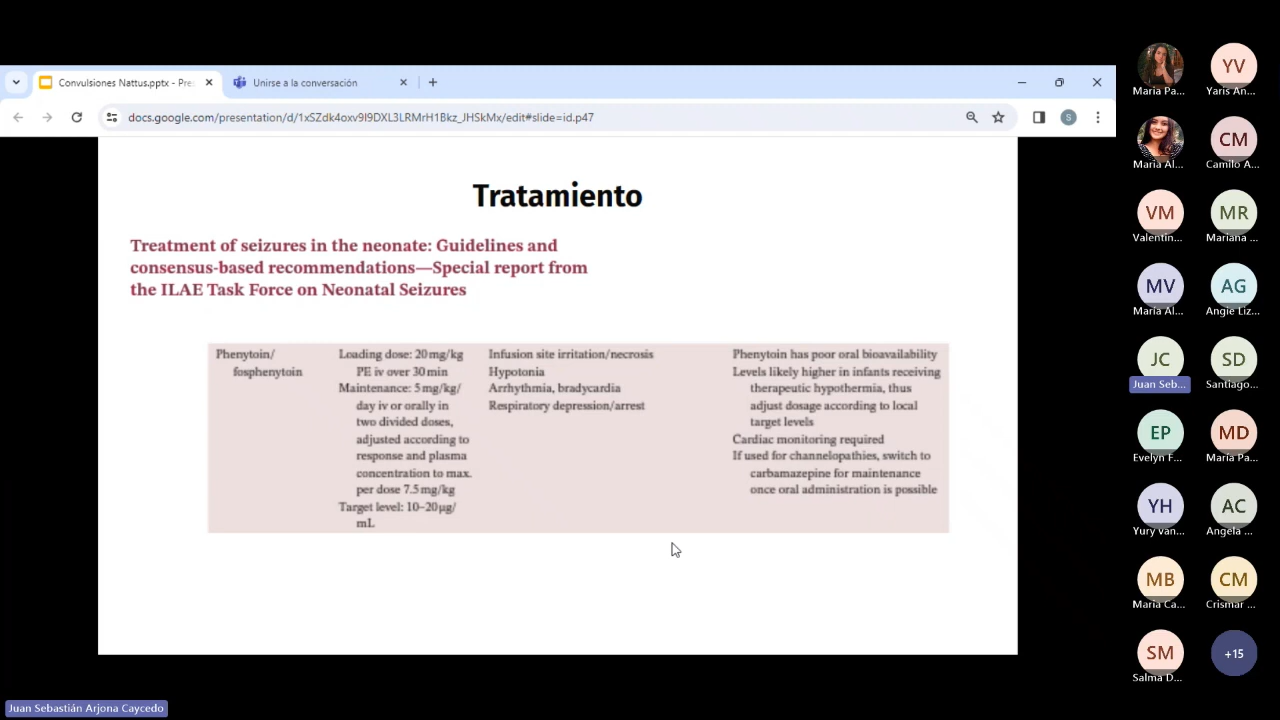 Convulsiones Nattus.pptx - Pre
Unirse a la conversación
docs.google.com/presentation/d/1xSZdk4oxv9I9DXL3LRMrH1Bkz_JHSkMx/edit#slide=id.p47
S
Tratamiento
Treatment of seizures in the neonate: Guidelines and
consensus-based recommendations—Special report from
the ILAE Task Force on Neonatal Seizures
Phenytoin/
fosphenytoin
Loading dose: 20 mg/kg
PE iv over 30 min
Maintenance: 5 mg/kg/
day iv or orally in
two divided doses,
adjusted according to
response and plasma
concentration to max.
per dose 7.5 mg/kg
Target level: 10–20 µg/
mL
Infusion site irritation/necrosis
Hypotonia
Arrhythmia, bradycardia
Respiratory depression/arrest
Phenytoin has poor oral bioavailability
Levels likely higher in infants receiving
therapeutic hypothermia, thus
adjust dosage according to local
target levels
Cardiac monitoring required
If used for channelopathies, switch to
carbamazepine for maintenance
once oral administration is possible
Maria Pa...
YV
Yaris An...
Maria Al...
CM
Camilo A...
VM
Valentin...
MR
Mariana ...
MV
María Al...
AG
Angie Liz...
JC
Juan Seb...
SD
Santiago...
EP
Evelyn F...
MD
María Pa...
YH
Yury van...
AC
Angela ...
MB
Maria Ca...
CM
Crismar ...
SM
Salma D...
+15
Juan Sebastián Arjona Caycedo